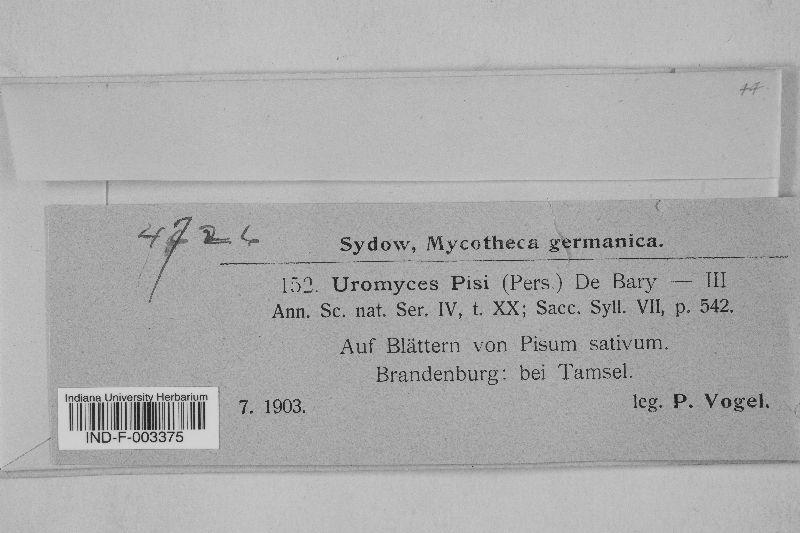 Sydow, Mycotheca germanica.
152. Uromyces Pisi (Pers.) De Bary — III
Ann. Sc. nat. Ser. IV, t. XX; Sacc. Syll. VII, p. 542.
Auf Blättern von Pisum sativum.
Brandenburg: bei Tamsel.
7. 1903.
leg. P. Vogel.
Indiana University Herbarium
IND-F-003375